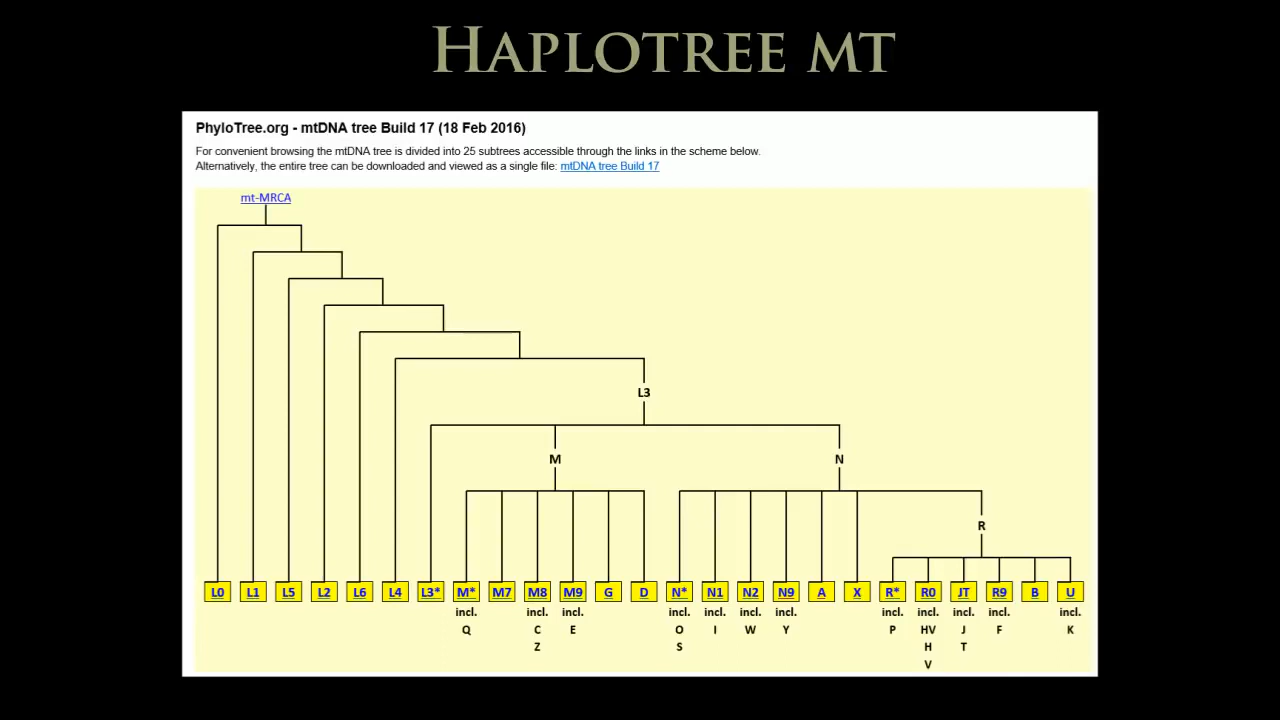 HAPLOTREE MT
PhyloTree.org - mtDNA tree Build 17 (18 Feb 2016)
For convenient browsing the mtDNA tree is divided into 25 subtrees accessible through the links in the scheme below.
Alternatively, the entire tree can be downloaded and viewed as a single file: mtDNA tree Build 17
mt-MRCA
L3
M N
R
L0 L1 L5 L2 L6 L4 L3* M* M7 M8 M9 G D N* N1 N2 N9 A X R* R0 JT R9 B U
incl. incl. incl. incl. incl. incl. incl. incl. incl. incl. incl. incl.
Q C E O I W Y P HV J F K
Z S H T
V